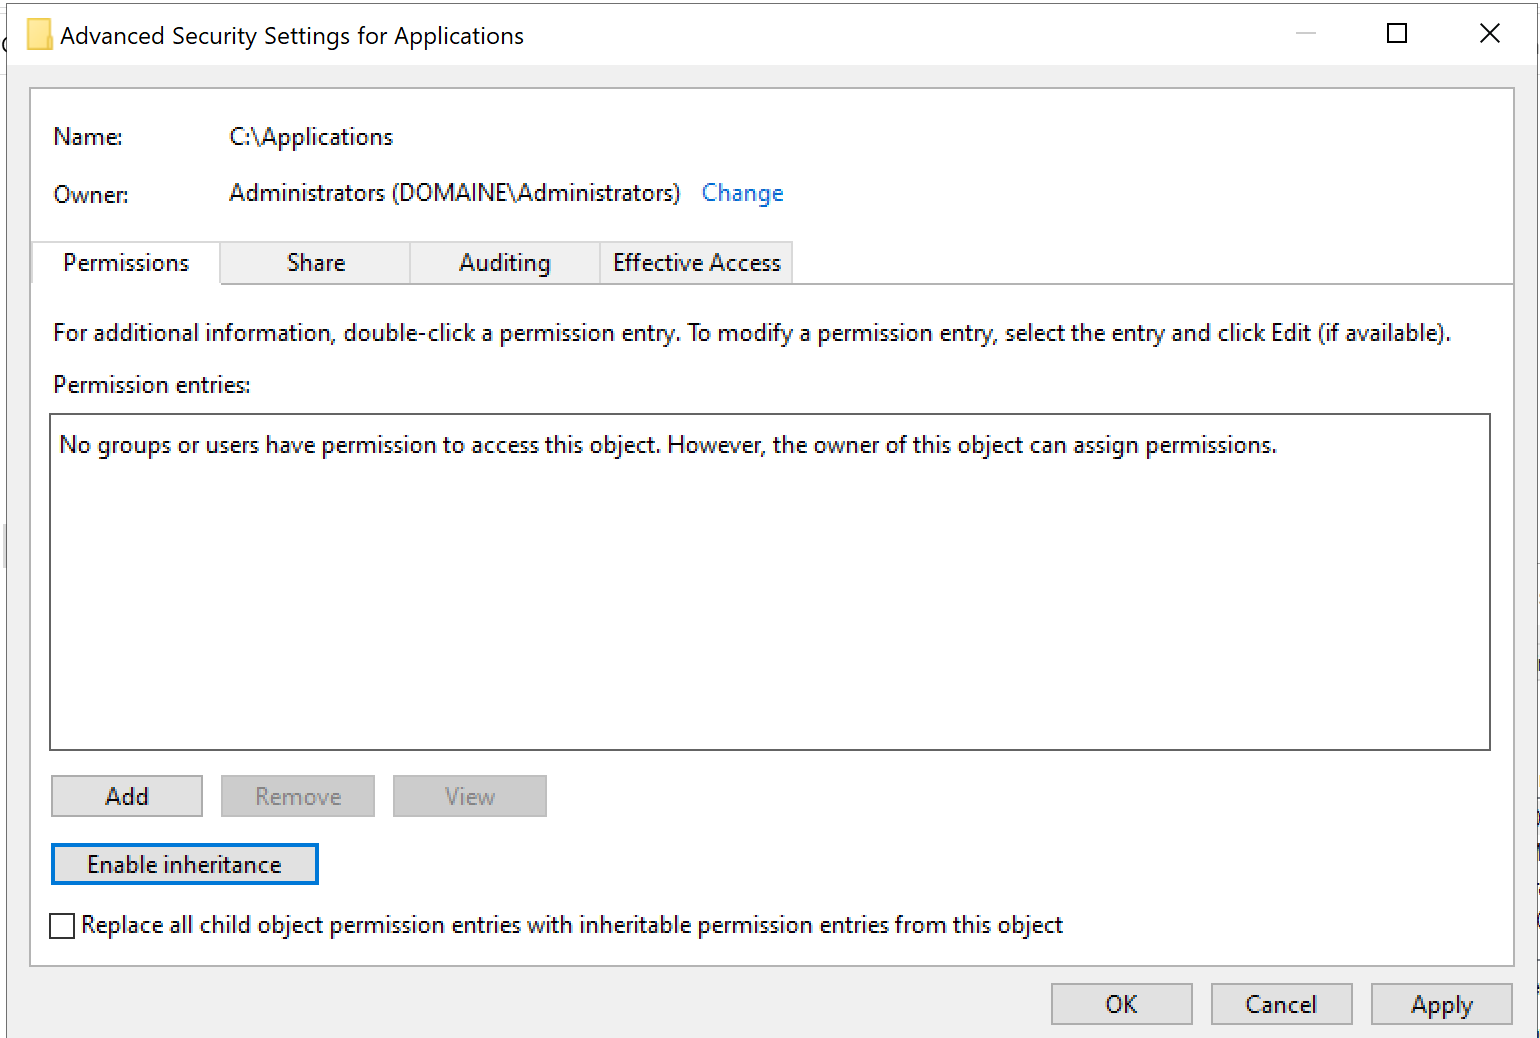 Advanced Security Settings for Applications
Name: C:\Applications
Owner: Administrators (DOMAINE\Administrators) Change
Permissions Share Auditing Effective Access
For additional information, double-click a permission entry. To modify a permission entry, select the entry and click Edit (if available).
Permission entries:
No groups or users have permission to access this object. However, the owner of this object can assign permissions.
Add Remove View
Enable inheritance
Replace all child object permission entries with inheritable permission entries from this object
OK Cancel Apply